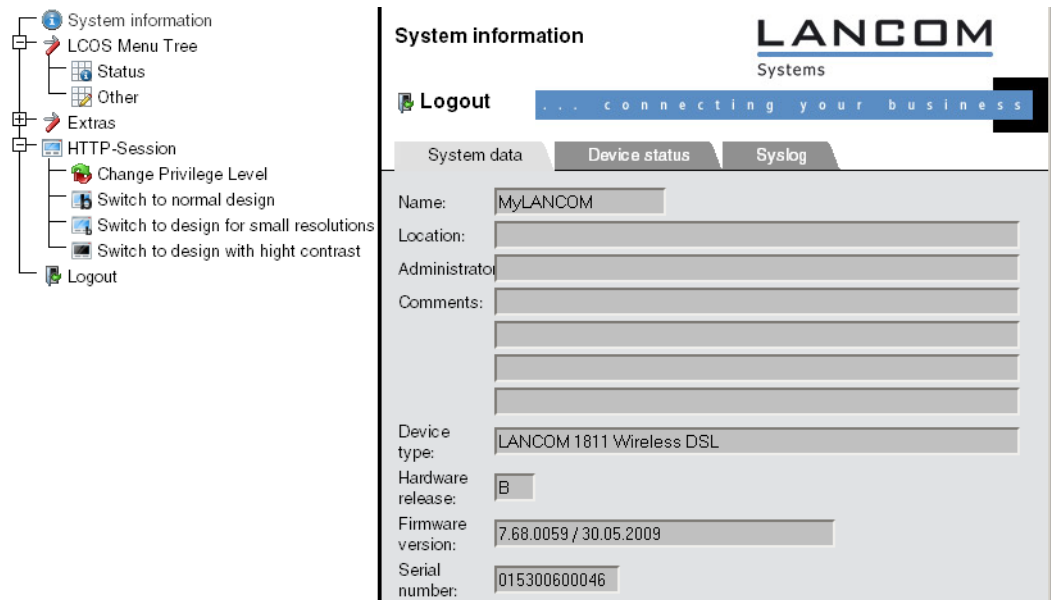 System information
LCOS Menu Tree
Status
Other
Extras
HTTP-Session
Change Privilege Level
Switch to normal design
Switch to design for small resolutions
Switch to design with hight contrast
Logout
System information
LANCOM
Systems
Logout
... connecting your business
System data Device status Syslog
Name: MyLANCOM
Location:
Administrato
Comments:
Device
type: LANCOM 1811 Wireless DSL
Hardware
release: B
Firmware
version: 7.68.0059 / 30.05.2009
Serial
number: 015300600046